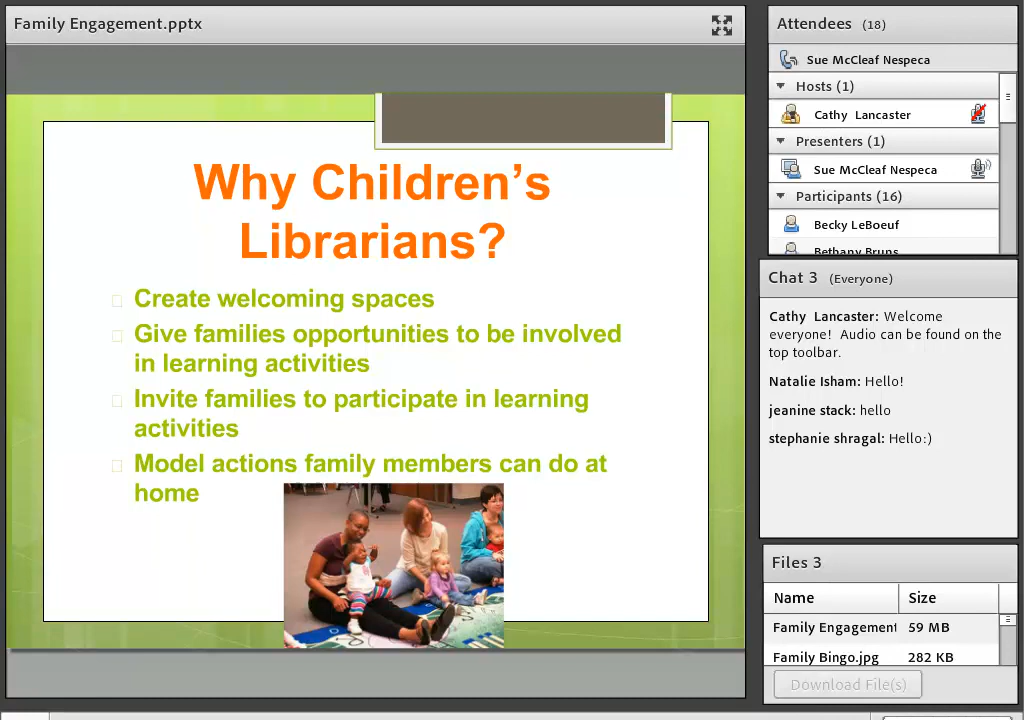 Family Engagement.pptx
Why Children's
Librarians?
Create welcoming spaces
Give families opportunities to be involved
in learning activities
Invite families to participate in learning
activities
Model actions family members can do at
home
Attendees (18)
Sue McCleaf Nespeca
Hosts (1)
Cathy Lancaster
Presenters (1)
Sue McCleaf Nespeca
Participants (16)
Becky LeBoeuf
Bethany Bruns
Chat 3 (Everyone)
Cathy Lancaster: Welcome
everyone! Audio can be found on the
top toolbar.
Natalie Isham: Hello!
jeanine stack: hello
stephanie shragal: Hello:)
Files 3
Name Size
Family Engagement 59 MB
Family Bingo.jpg 282 KB
Download File(s)